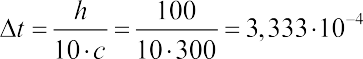 Δt = h / (10 · c) = 100 / (10 · 300) = 3,333 · 10⁻⁴